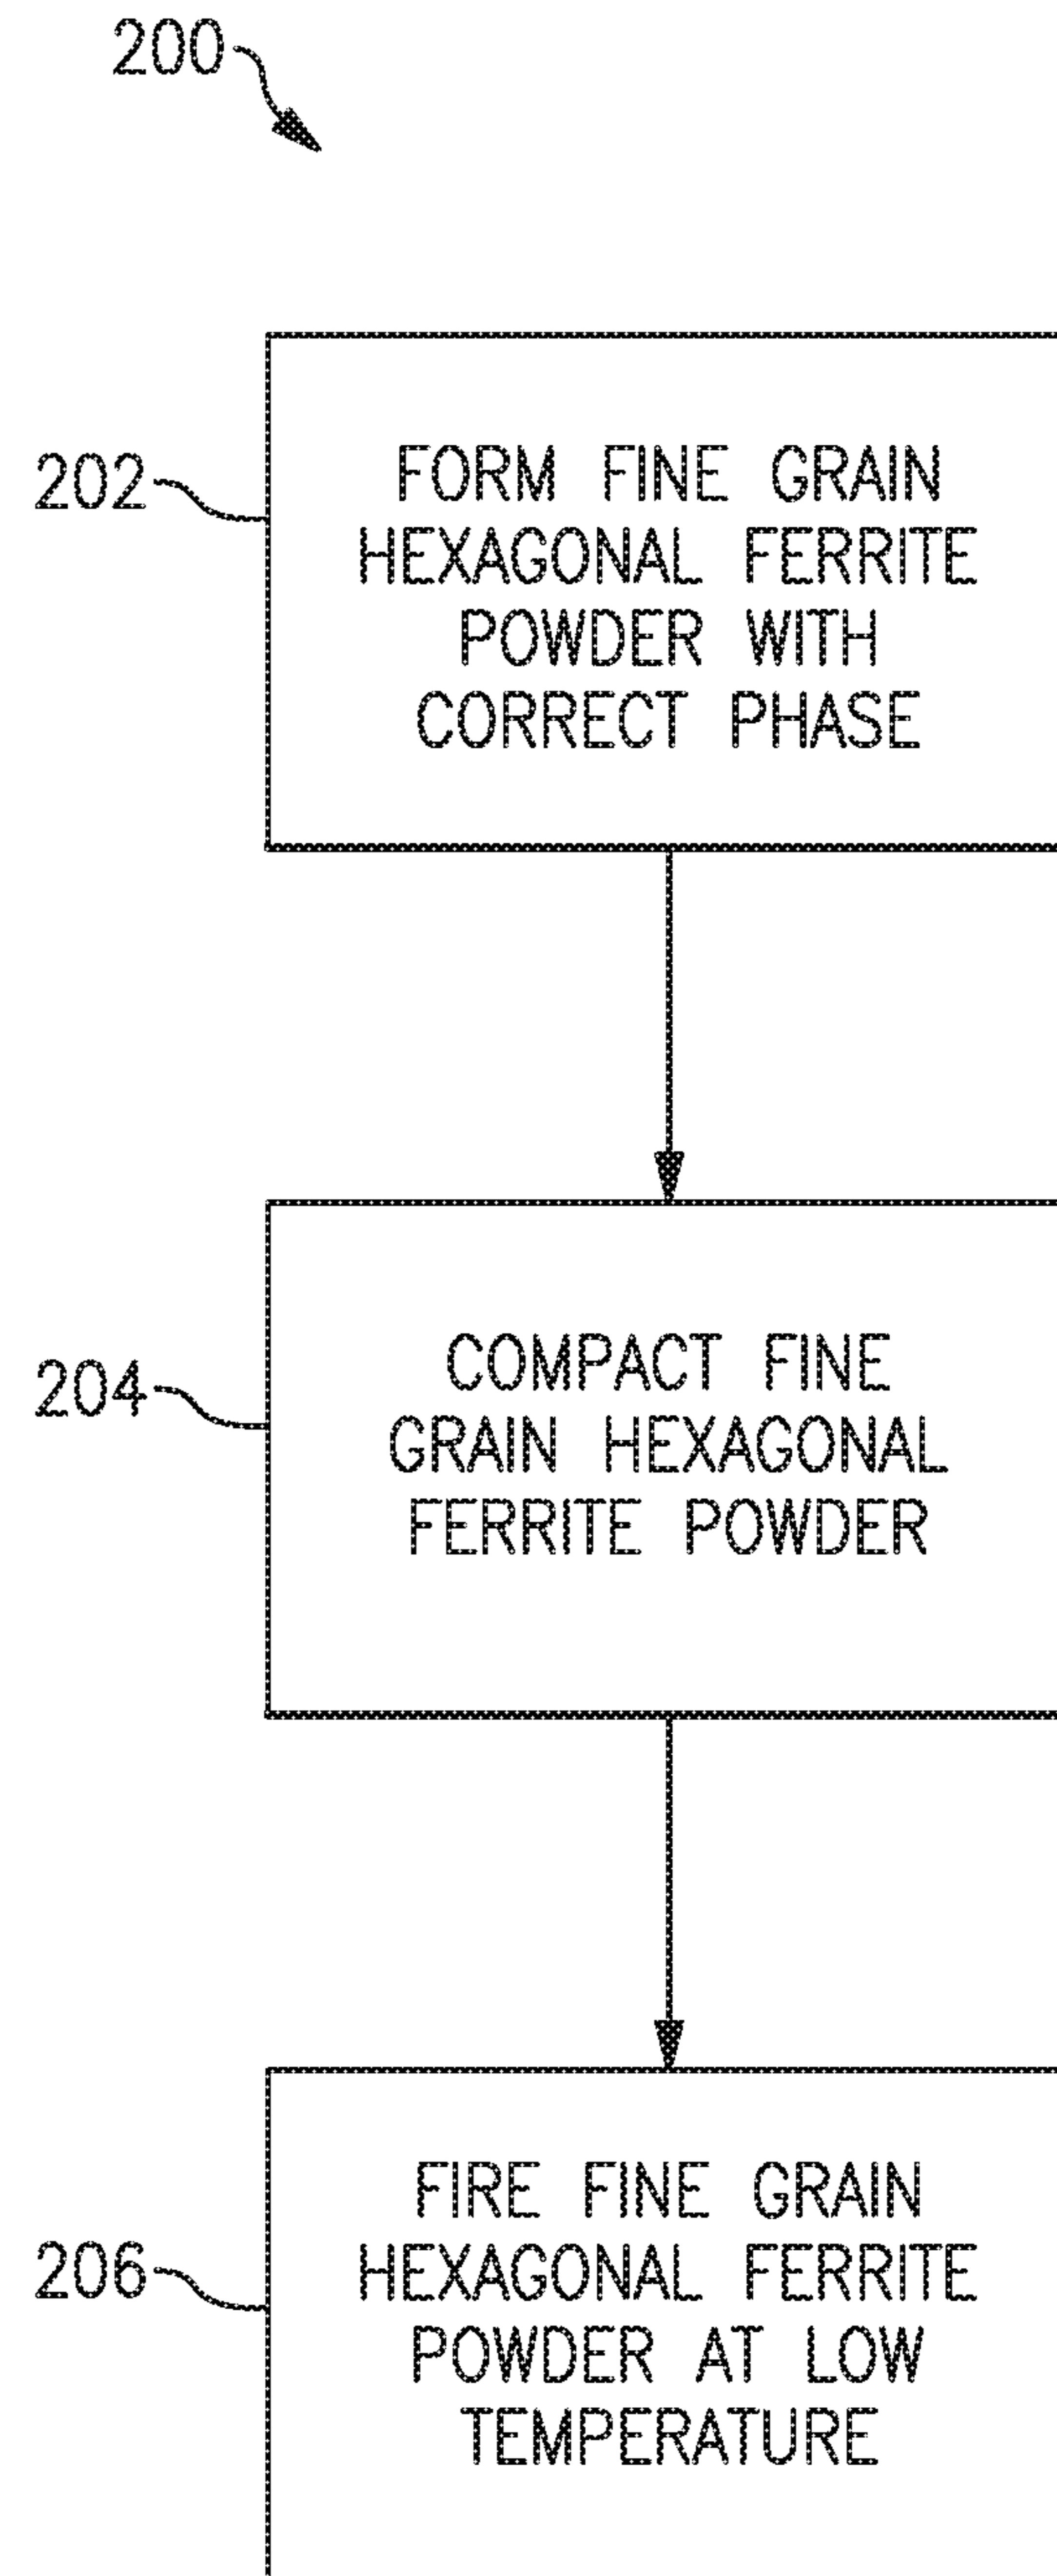 200
202
FORM FINE GRAIN
HEXAGONAL FERRITE
POWDER WITH
CORRECT PHASE
204
COMPACT FINE
GRAIN HEXAGONAL
FERRITE POWDER
206
FIRE FINE GRAIN
HEXAGONAL FERRITE
POWDER AT LOW
TEMPERATURE